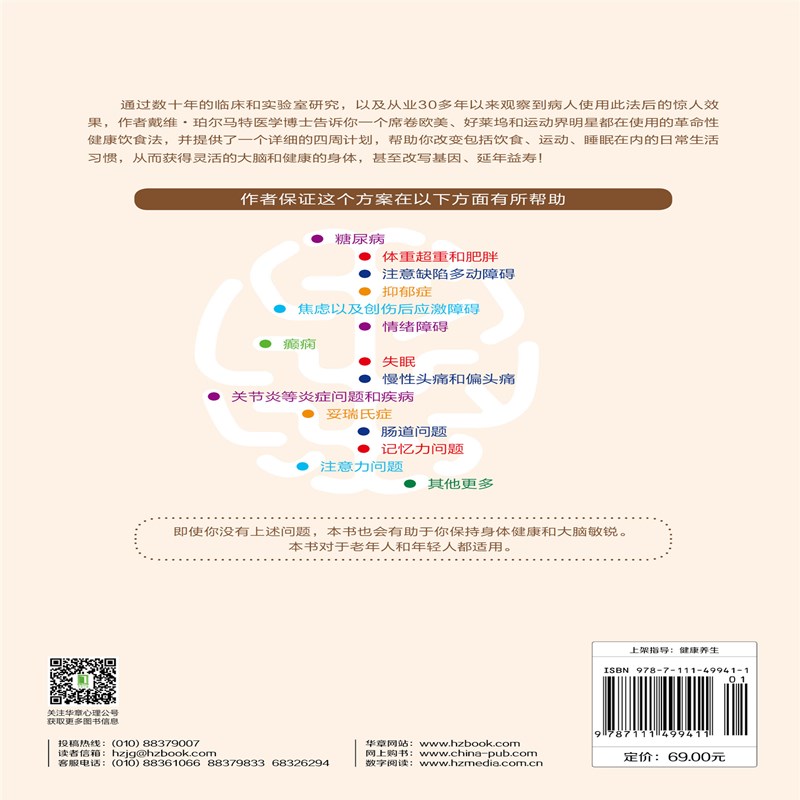 通过数十年的临床和实验室研究，以及从业30多年以来观察到病人使用此法后的惊人效
果，作者戴维·珀尔马特医学博士告诉你一个席卷欧美、好莱坞和运动界明星都在使用的革命性
健康饮食法，并提供了一个详细的四周计划，帮助你改变包括饮食、运动、睡眠在内的日常生活
习惯，从而获得灵活的大脑和健康的身体，甚至改写基因、延年益寿！
作者保证这个方案在以下方面有所帮助
糖尿病
体重超重和肥胖
注意缺陷多动障碍
抑郁症
焦虑以及创伤后应激障碍
情绪障碍
癫痫
失眠
慢性头痛和偏头痛
关节炎等炎症问题和疾病
妥瑞氏症
肠道问题
记忆力问题
注意力问题
其他更多
即使你没有上述问题，本书也会有助于你保持身体健康和大脑敏锐。
本书对于老年人和年轻人都适用。
关注华章心理公号
获取更多图书信息
投稿热线：(010) 88379007
读者信箱：hzjg@hzbook.com
客服电话：(010) 88361066 88379833 68326294
华章网站：www.hzbook.com
网上购书：www.china-pub.com
数字阅读：www.hzmedia.com.cn
上架指导：健康养生
ISBN 978-7-111-49941-1
01
9 787111 499411
定价：69.00元